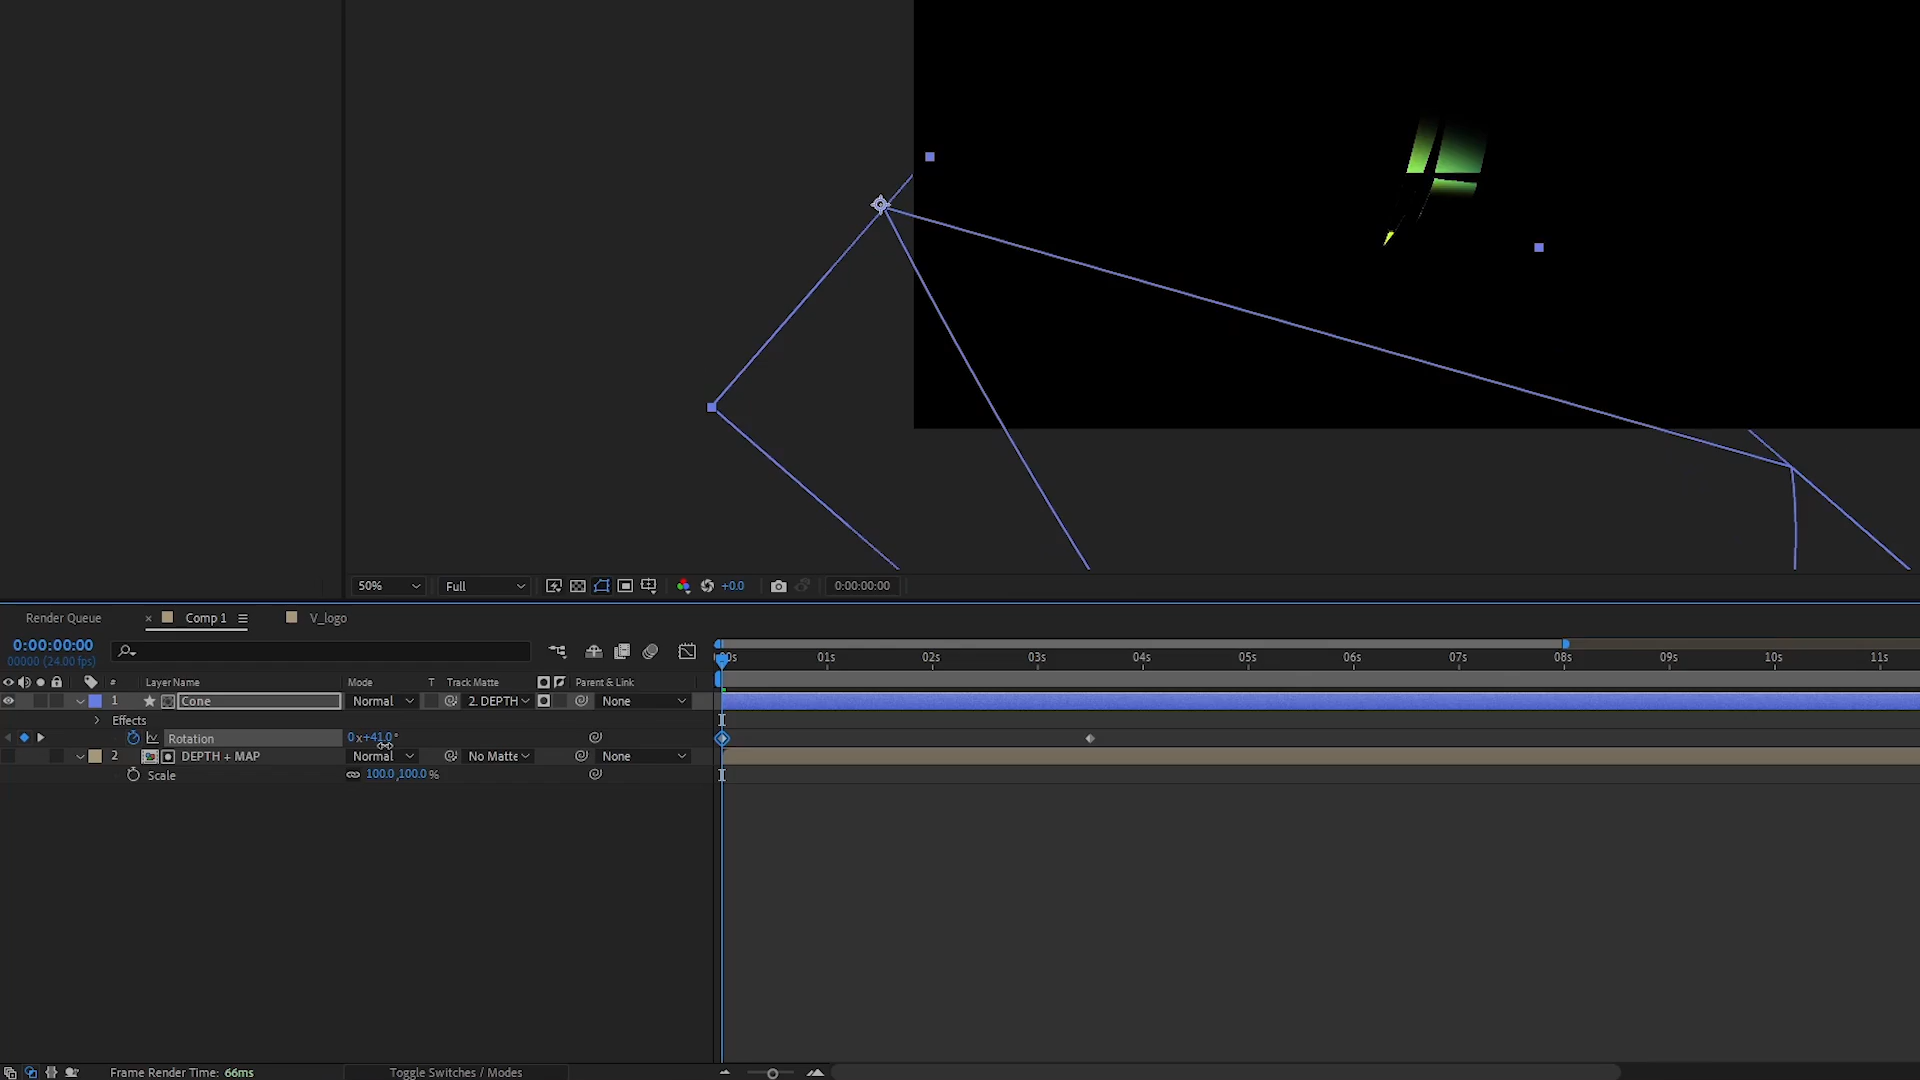 50%
Full
+0.0
0:00:00:00
Render Queue
Comp 1
V_logo
0:00:00:00
00000 (24.00 fps)
01s
02s
03s
04s
05s
06s
07s
08s
09s
10s
11s
#
Layer Name
Mode
T
Track Matte
Parent & Link
1
Cone
Normal
2. DEPTH
None
Effects
Rotation
0x+41.0°
2
DEPTH + MAP
Normal
No Matte
None
Scale
100.0,100.0%
Frame Render Time: 66ms
Toggle Switches / Modes